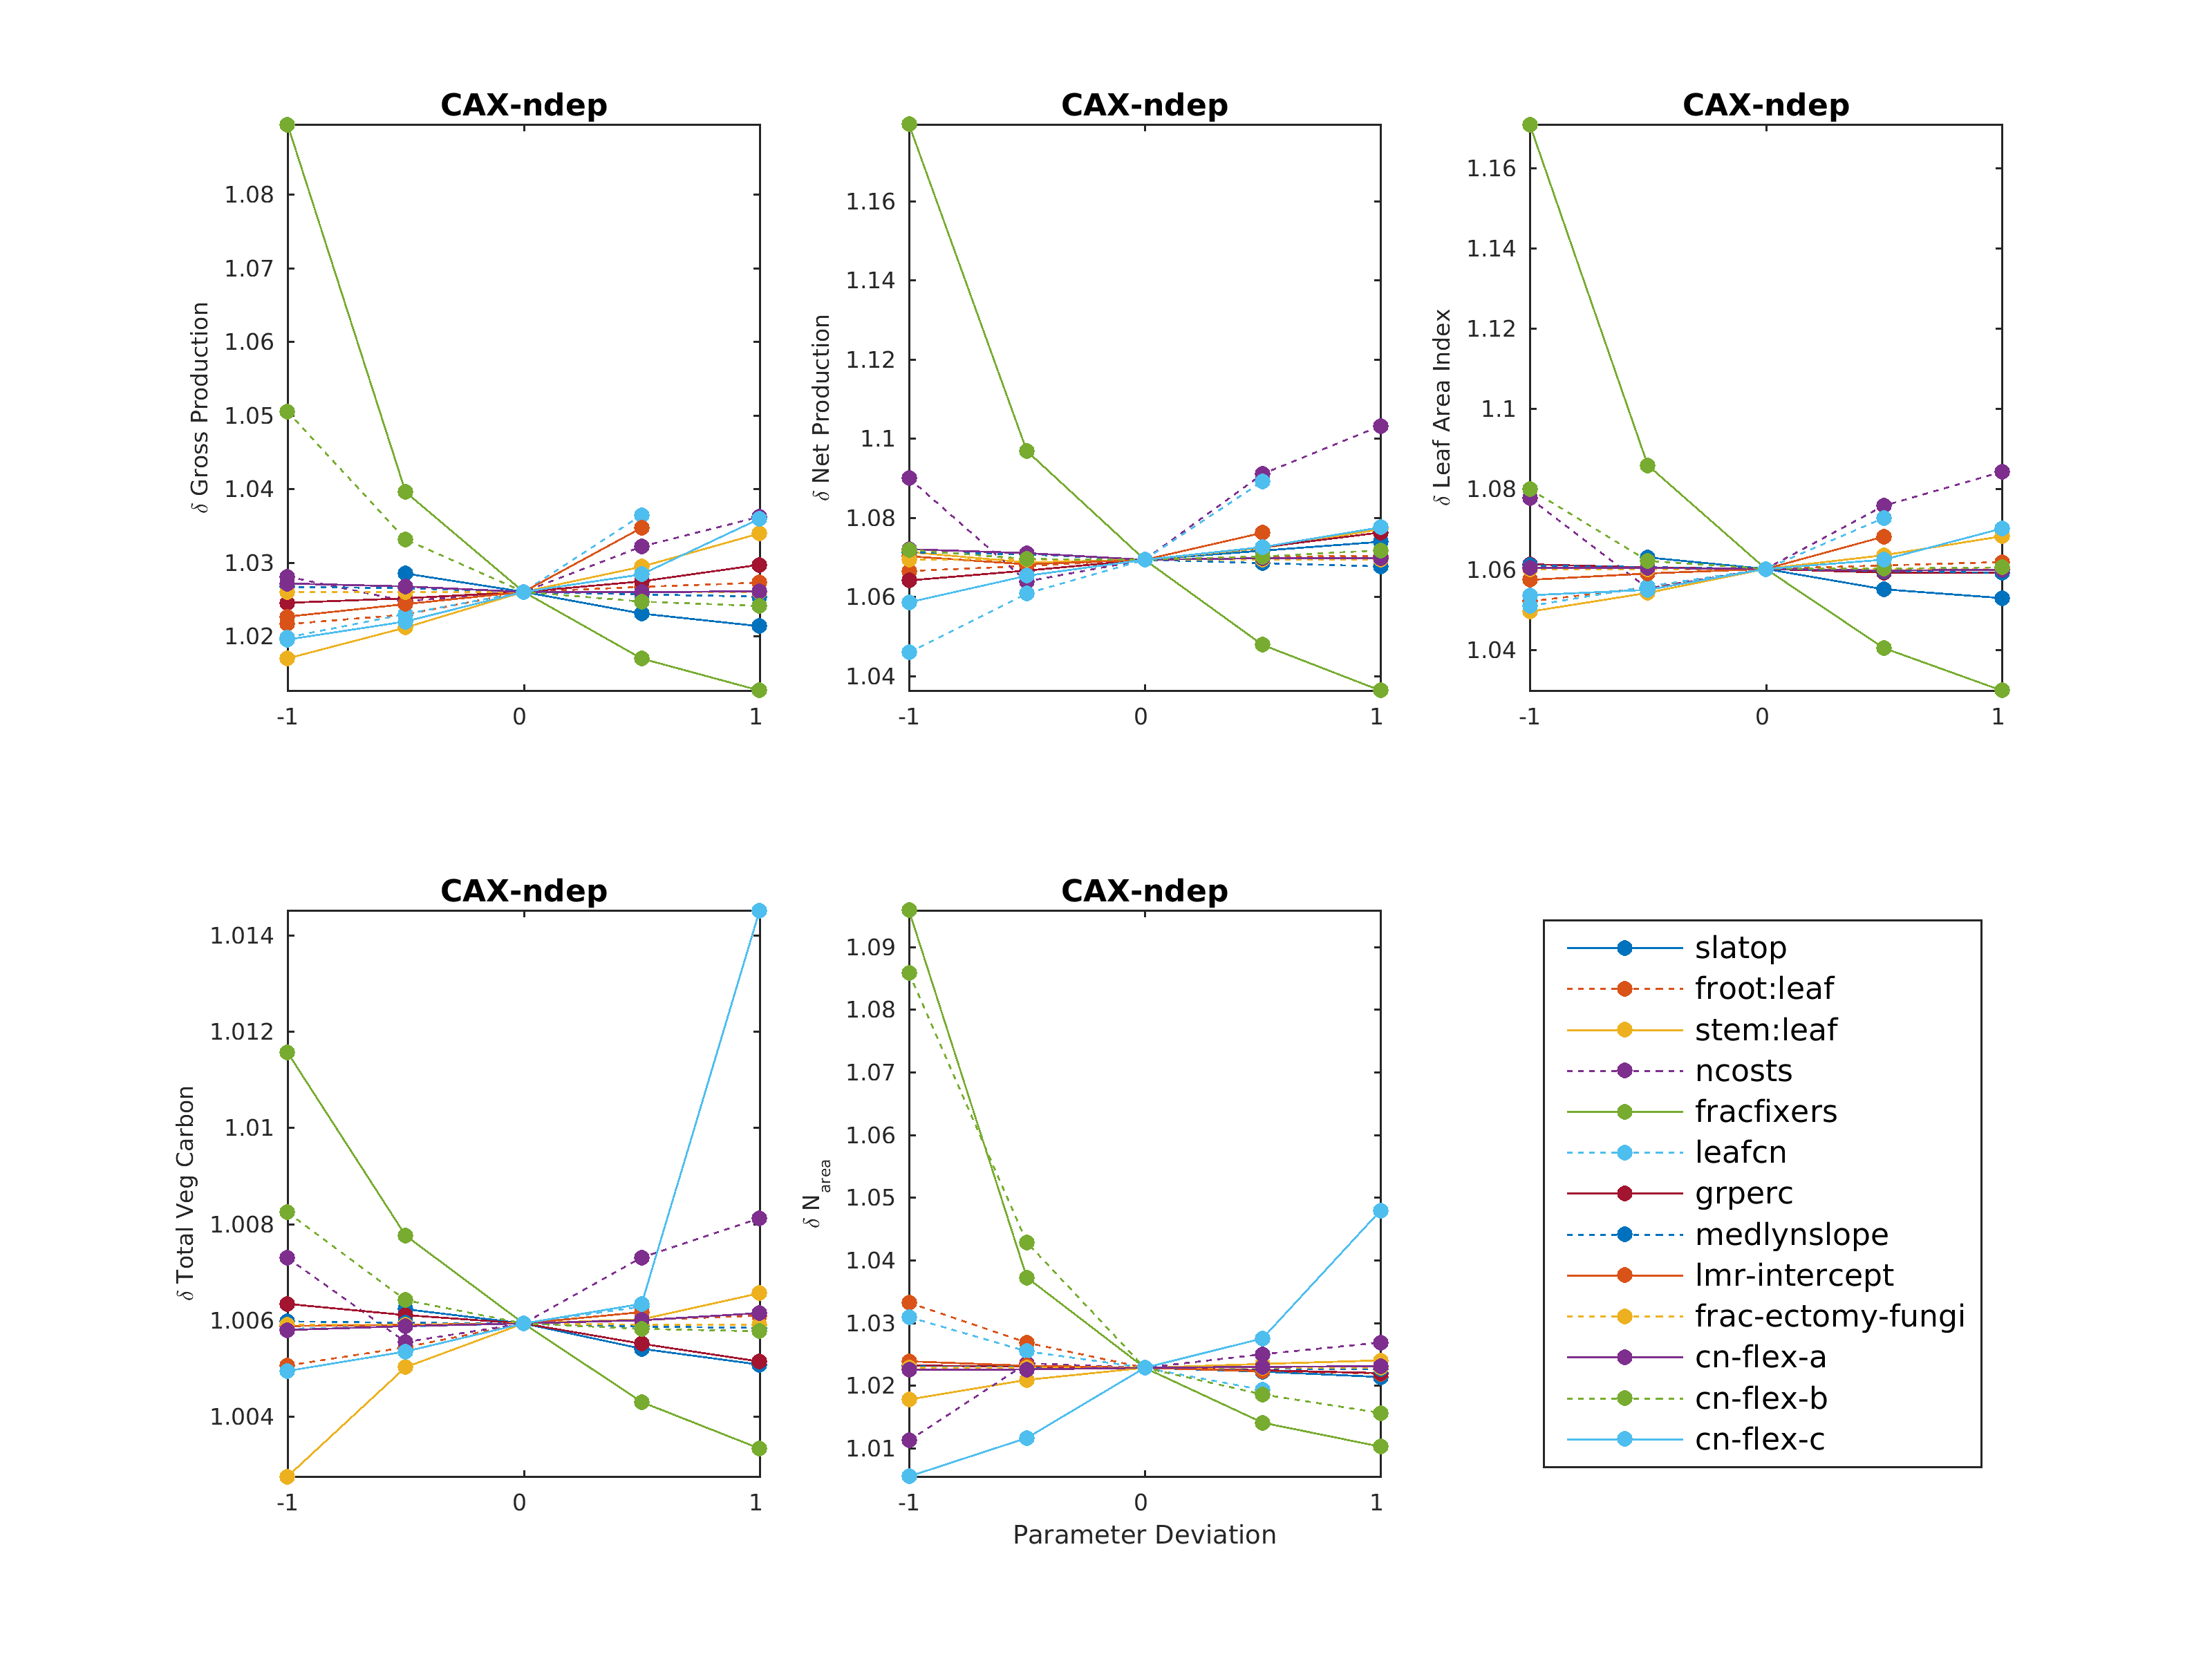 CAX-ndep
CAX-ndep
CAX-ndep
δ Gross Production
1.08
1.07
1.06
1.05
1.04
1.03
1.02
-1 0 1
δ Net Production
1.16
1.14
1.12
1.1
1.08
1.06
1.04
-1 0 1
δ Leaf Area Index
1.16
1.14
1.12
1.1
1.08
1.06
1.04
-1 0 1
CAX-ndep
CAX-ndep
δ Total Veg Carbon
1.014
1.012
1.01
1.008
1.006
1.004
-1 0 1
δ N area
1.09
1.08
1.07
1.06
1.05
1.04
1.03
1.02
1.01
-1 0 1
Parameter Deviation
slatop
froot:leaf
stem:leaf
ncosts
fracfixers
leafcn
grperc
medlynslope
lmr-intercept
frac-ectomy-fungi
cn-flex-a
cn-flex-b
cn-flex-c